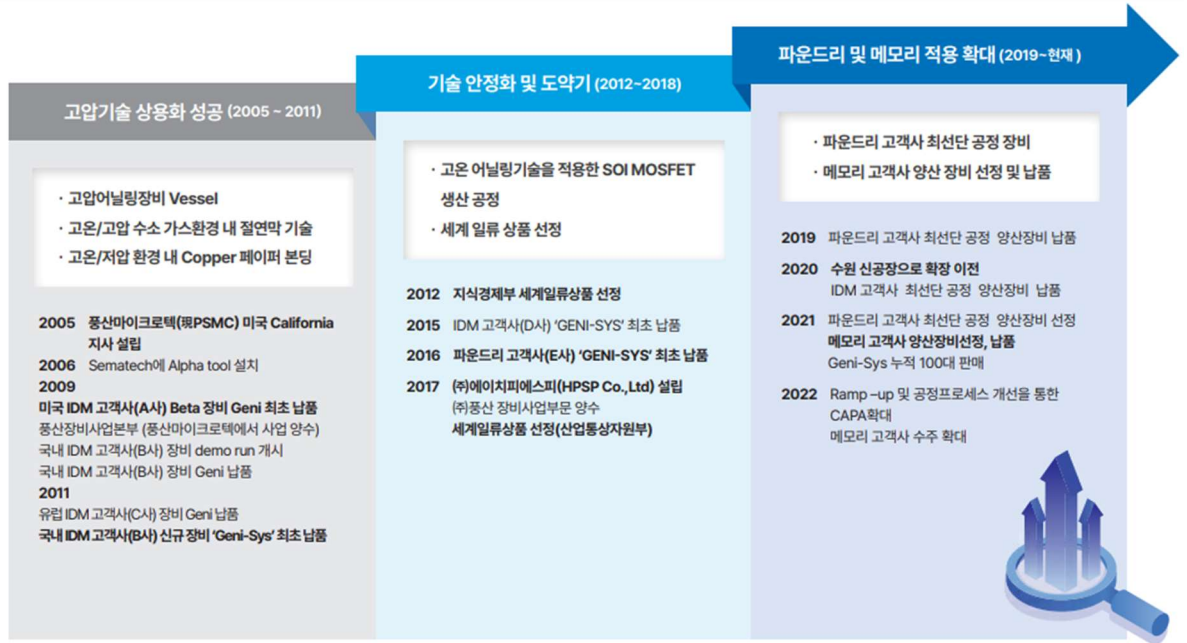 고압기술 상용화 성공 (2005 ~ 2011)
· 고압어닐링장비 Vessel
· 고온/고압 수소 가스환경 내 절연막 기술
· 고온/저압 환경 내 Copper 페이퍼 본딩
2005 풍산마이크로텍(現PSMC) 미국 California
지사 설립
2006 Sematech에 Alpha tool 설치
2009
미국 IDM 고객사(A사) Beta 장비 Geni 최초 납품
풍산장비사업본부 (풍산마이크로텍에서 사업 양수)
국내 IDM 고객사(B사) 장비 demo run 개시
국내 IDM 고객사(B사) 장비 Geni 납품
2011
유럽 IDM 고객사(C사) 장비 Geni 납품
국내 IDM 고객사(B사) 신규 장비 ‘Geni-Sys’ 최초 납품
기술 안정화 및 도약기 (2012~2018)
· 고온 어닐링기술을 적용한 SOI MOSFET
생산 공정
· 세계 일류 상품 선정
2012 지식경제부 세계일류상품 선정
2015 IDM 고객사(D사) ‘GENI-SYS’ 최초 납품
2016 파운드리 고객사(E사) ‘GENI-SYS’ 최초 납품
2017 ㈜에이치피에스피(HPSP Co.,Ltd) 설립
㈜풍산 장비사업부문 양수
세계일류상품 선정(산업통상자원부)
파운드리 및 메모리 적용 확대 (2019~현재 )
· 파운드리 고객사 최선단 공정 장비
· 메모리 고객사 양산 장비 선정 및 납품
2019 파운드리 고객사 최선단 공정 양산장비 납품
2020 수원 신공장으로 확장 이전
IDM 고객사 최선단 공정 양산장비 납품
2021 파운드리 고객사 최선단 공정 양산장비 선정
메모리 고객사 양산장비선정, 납품
Geni-Sys 누적 100대 판매
2022 Ramp –up 및 공정프로세스 개선을 통한
CAPA확대
메모리 고객사 수주 확대